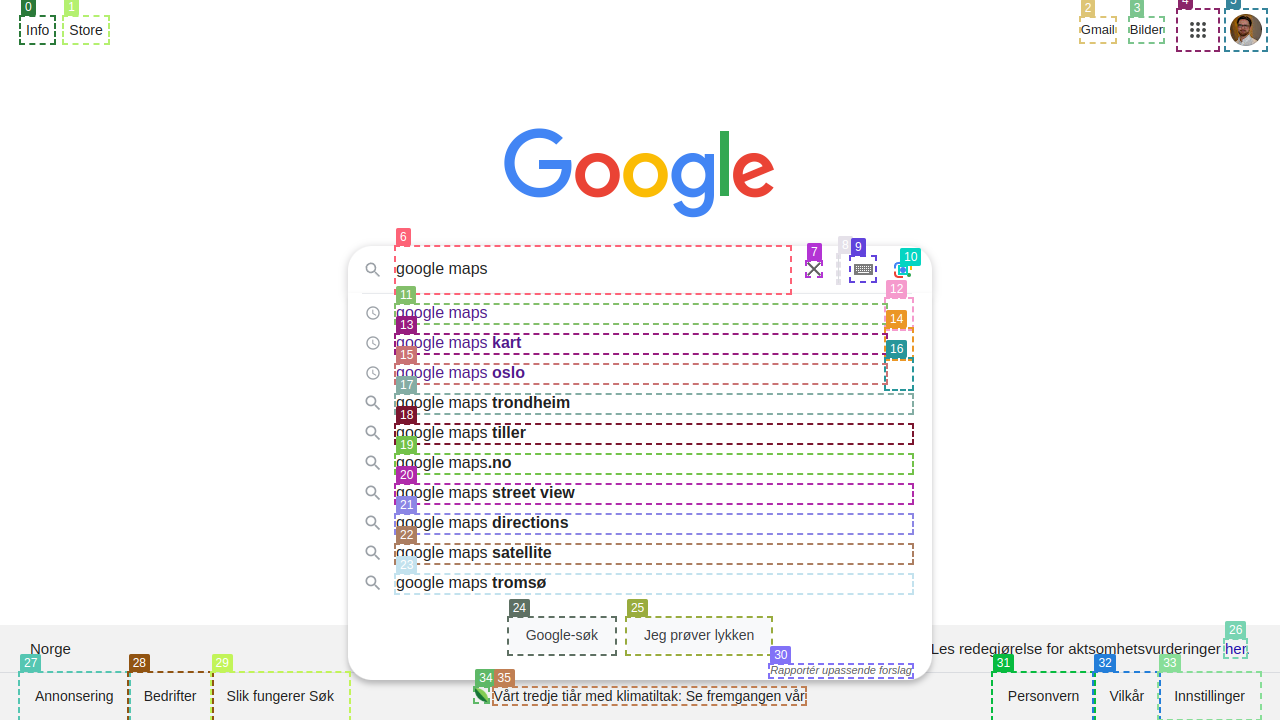 0 1 2 3 4 5
Info Store Gmail Bilder
Google
6 7 8 9 10
google maps
11 12
google maps
13 14
google maps kart
15 16
google maps oslo
17
google maps trondheim
18
google maps tiller
19
google maps.no
20
google maps street view
21
google maps directions
22
google maps satellite
23
google maps tromsø
24 25
Google-søk Jeg prøver lykken
26
Norge Les redegjørelse for aktsomhetsvurderinger her.
30
Rapportér upassende forslag
27 28 29 31 32 33
Annonsering Bedrifter Slik fungerer Søk Personvern Vilkår Innstillinger
34 35
Vårt tredje tiår med klimatiltak: Se fremgangen vår